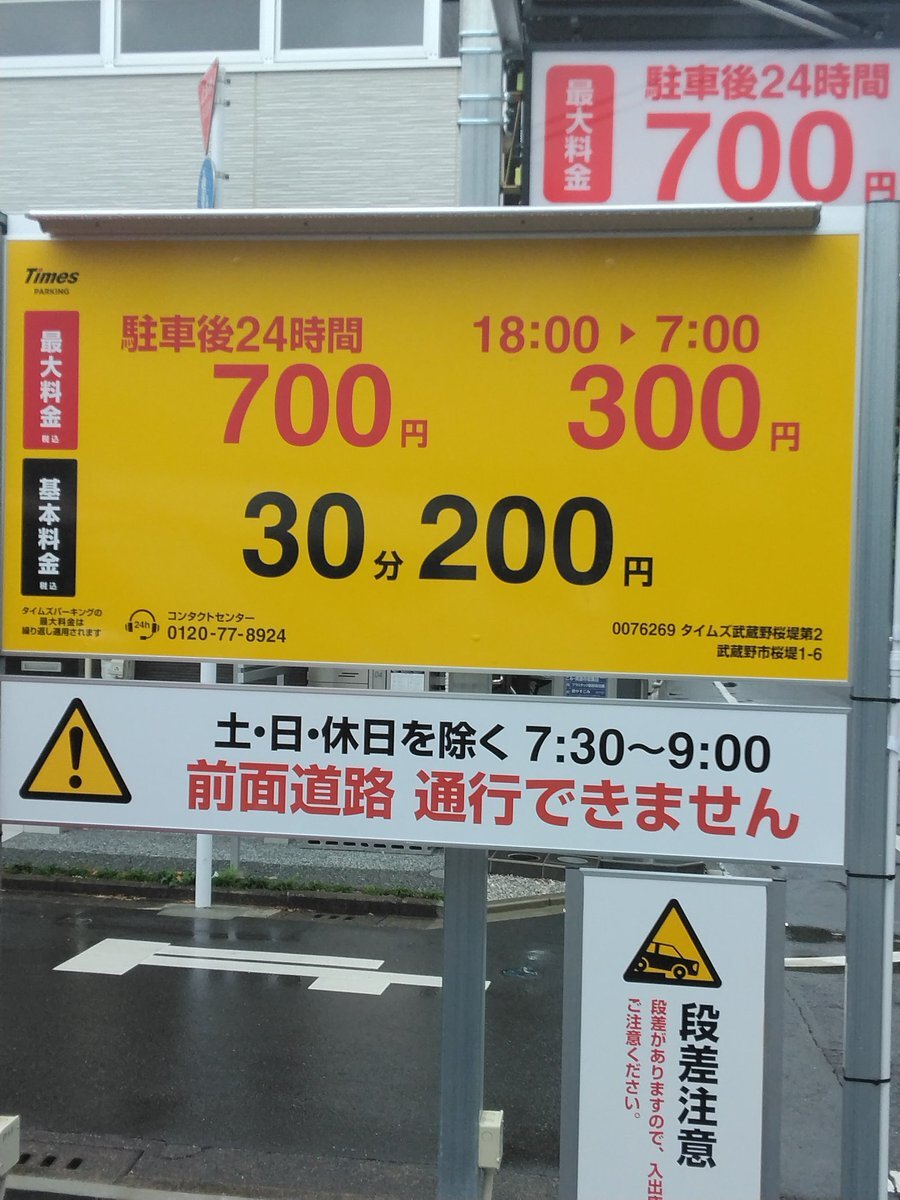 最大料金
駐車後24時間
700円
Times
PARKING
最大料金
税込
駐車後24時間
700円
18:00 ▶ 7:00
300円
基本料金
税込
30分 200円
タイムズパーキングの
最大料金は
繰り返し適用されます
24h
コンタクトセンター
0120-77-8924
0076269 タイムズ武蔵野桜堤第2
武蔵野市桜堤1-6
土・日・休日を除く 7:30～9:00
前面道路 通行できません
段差注意
段差がありますので、入出
ご注意ください。